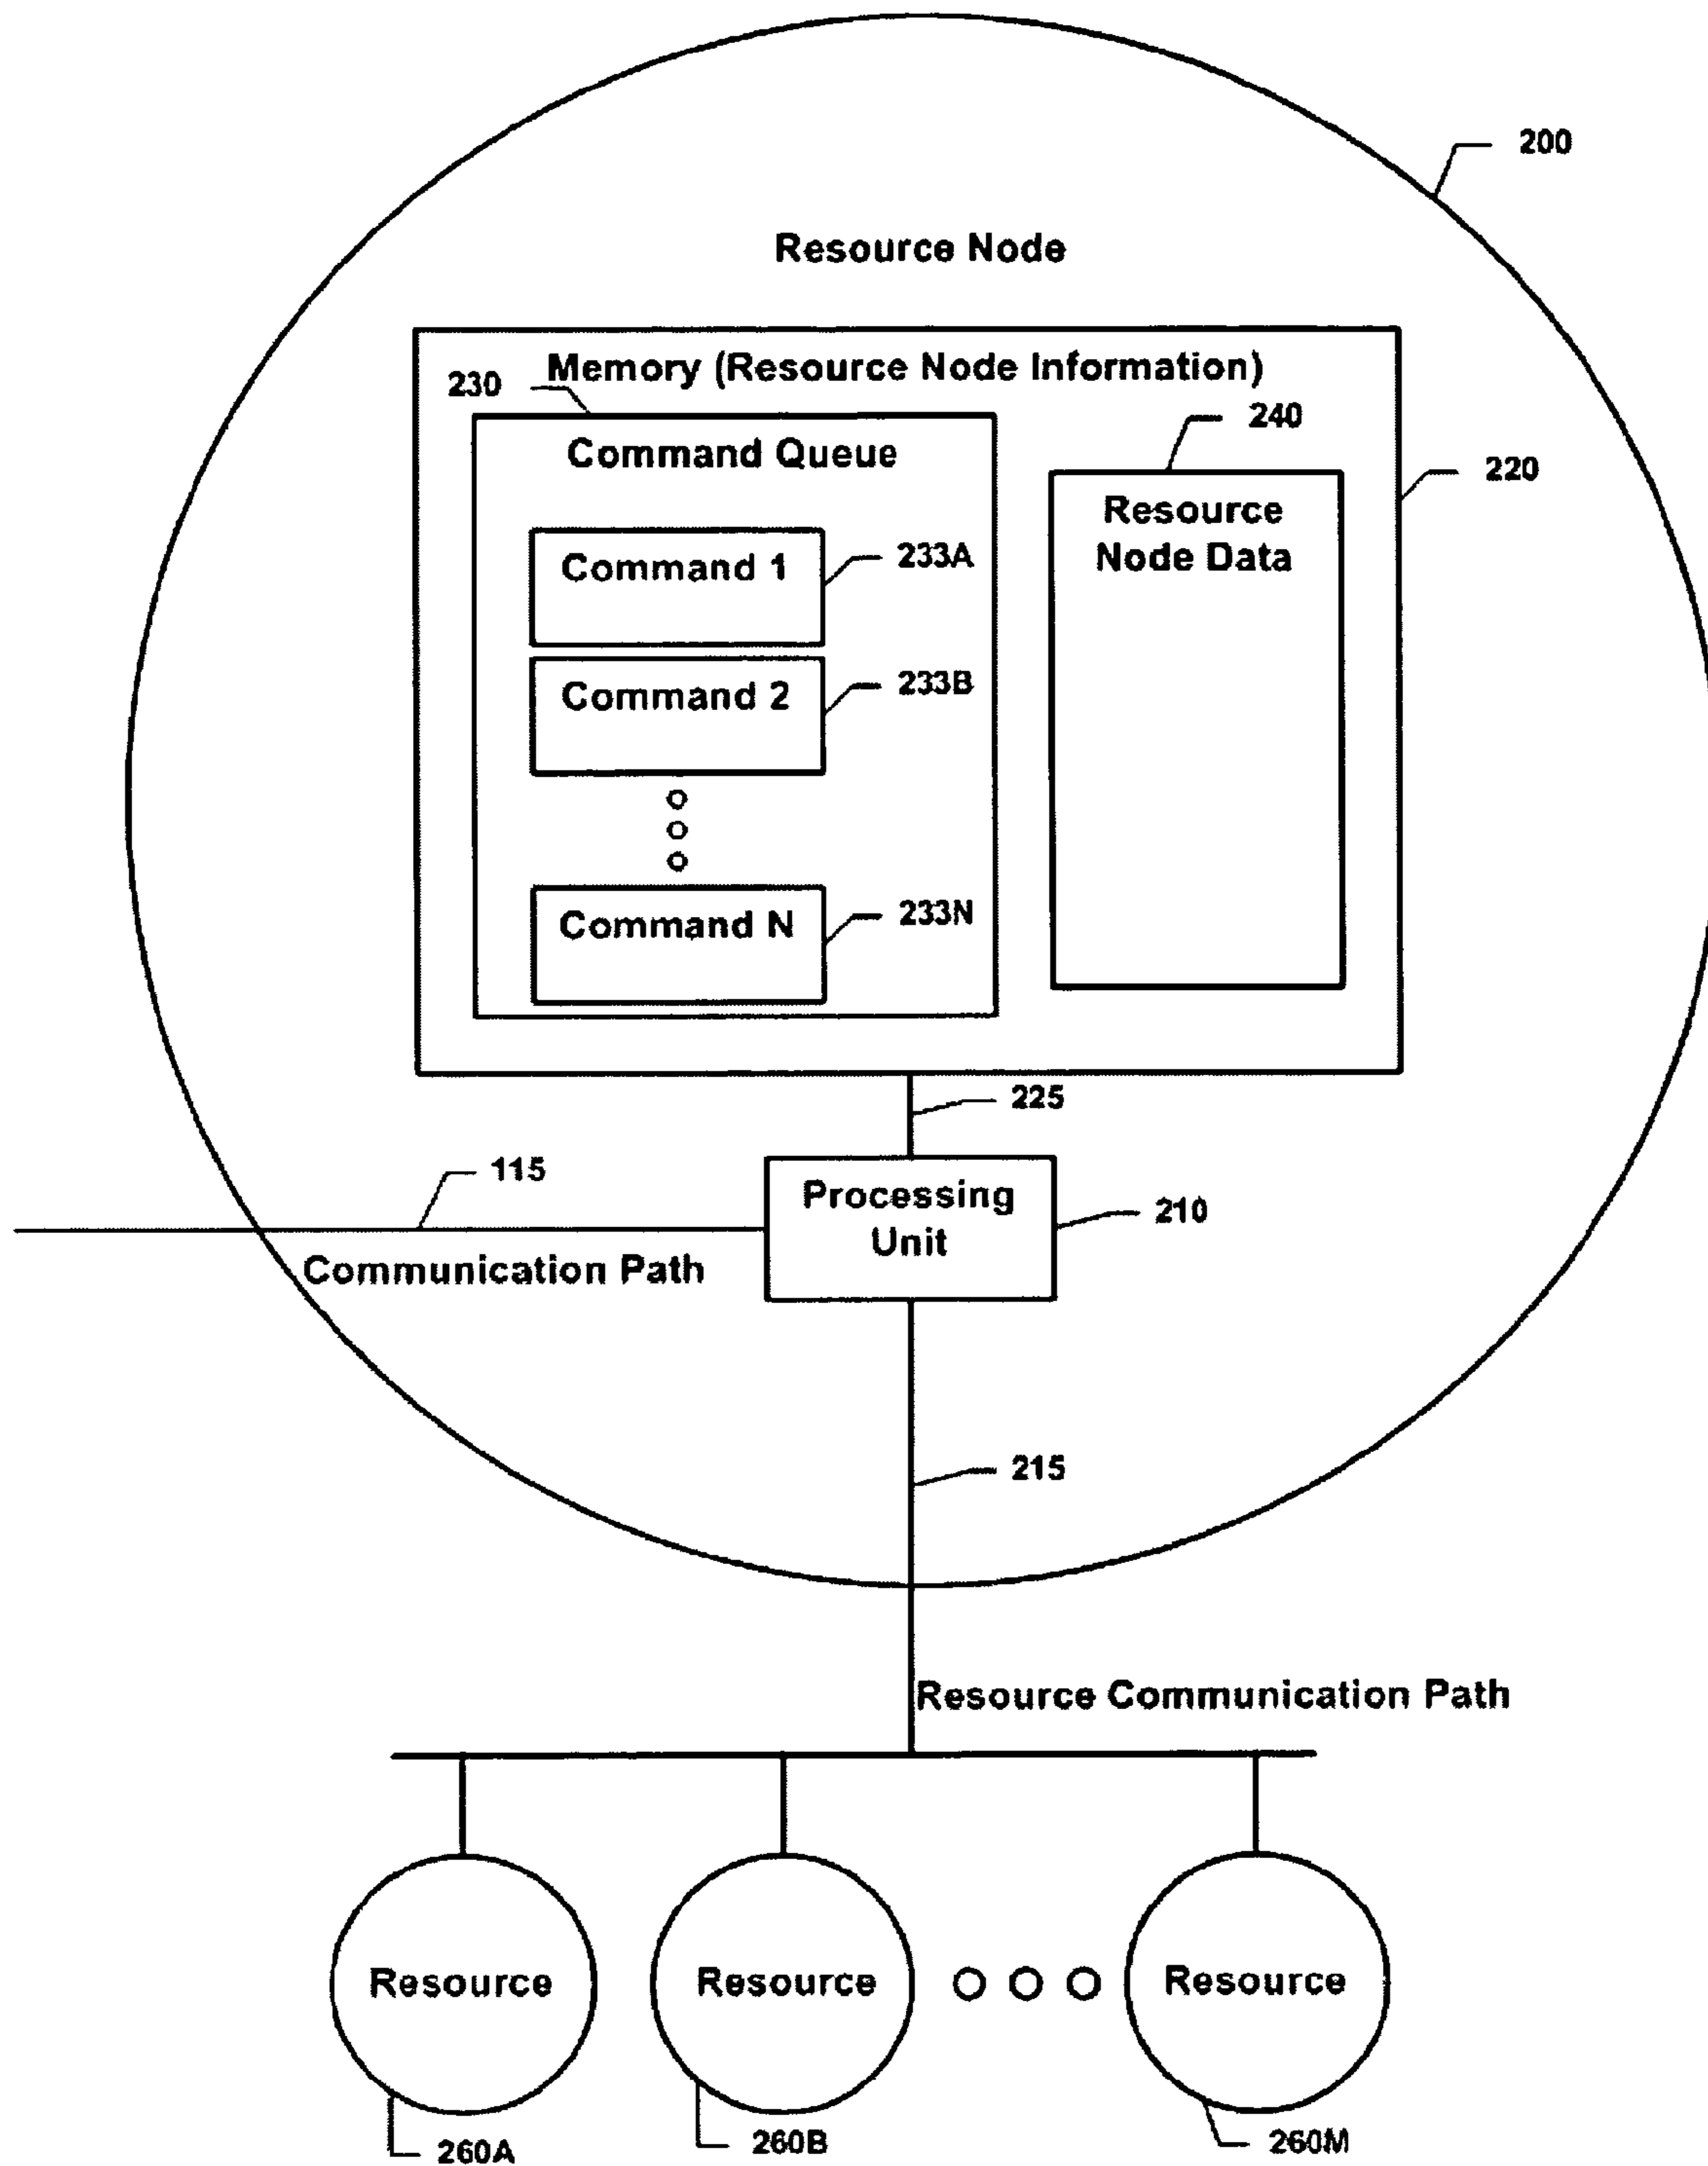 200
Resource Node
Memory (Resource Node Information)
230
240
Command Queue
220
Resource
Node Data
Command 1
233A
Command 2
233B
Command N
233N
225
115
Processing
Unit
210
Communication Path
215
Resource Communication Path
Resource
Resource
Resource
260A
260B
260M